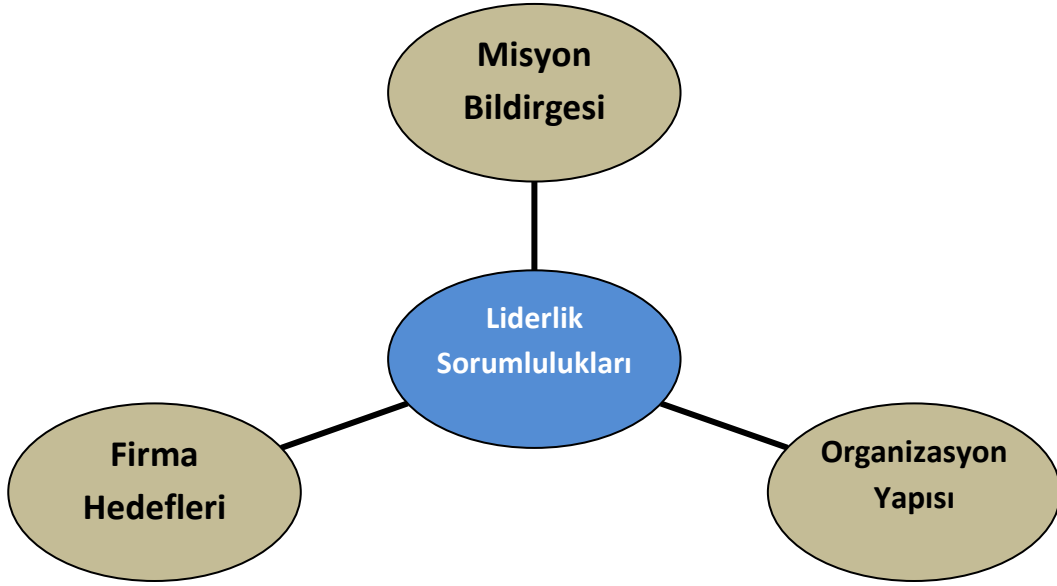 Misyon
Bildirgesi
Liderlik
Sorumlulukları
Firma
Hedefleri
Organizasyon
Yapısı